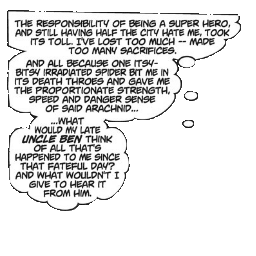 THE RESPONSIBILITY OF BEING A SUPER HERO,
AND STILL HAVING HALF THE CITY HATE ME, TOOK
ITS TOLL. I'VE LOST TOO MUCH -- MADE
TOO MANY SACRIFICES.
AND ALL BECAUSE ONE ITSY-
BITSY IRRADIATED SPIDER BIT ME IN
ITS DEATH THROES AND GAVE ME
THE PROPORTIONATE STRENGTH,
SPEED AND DANGER SENSE
OF SAID ARACHNID...
...WHAT
WOULD MY LATE
UNCLE BEN THINK
OF ALL THAT'S
HAPPENED TO ME SINCE
THAT FATEFUL DAY?
AND WHAT WOULDN'T I
GIVE TO HEAR IT
FROM HIM.